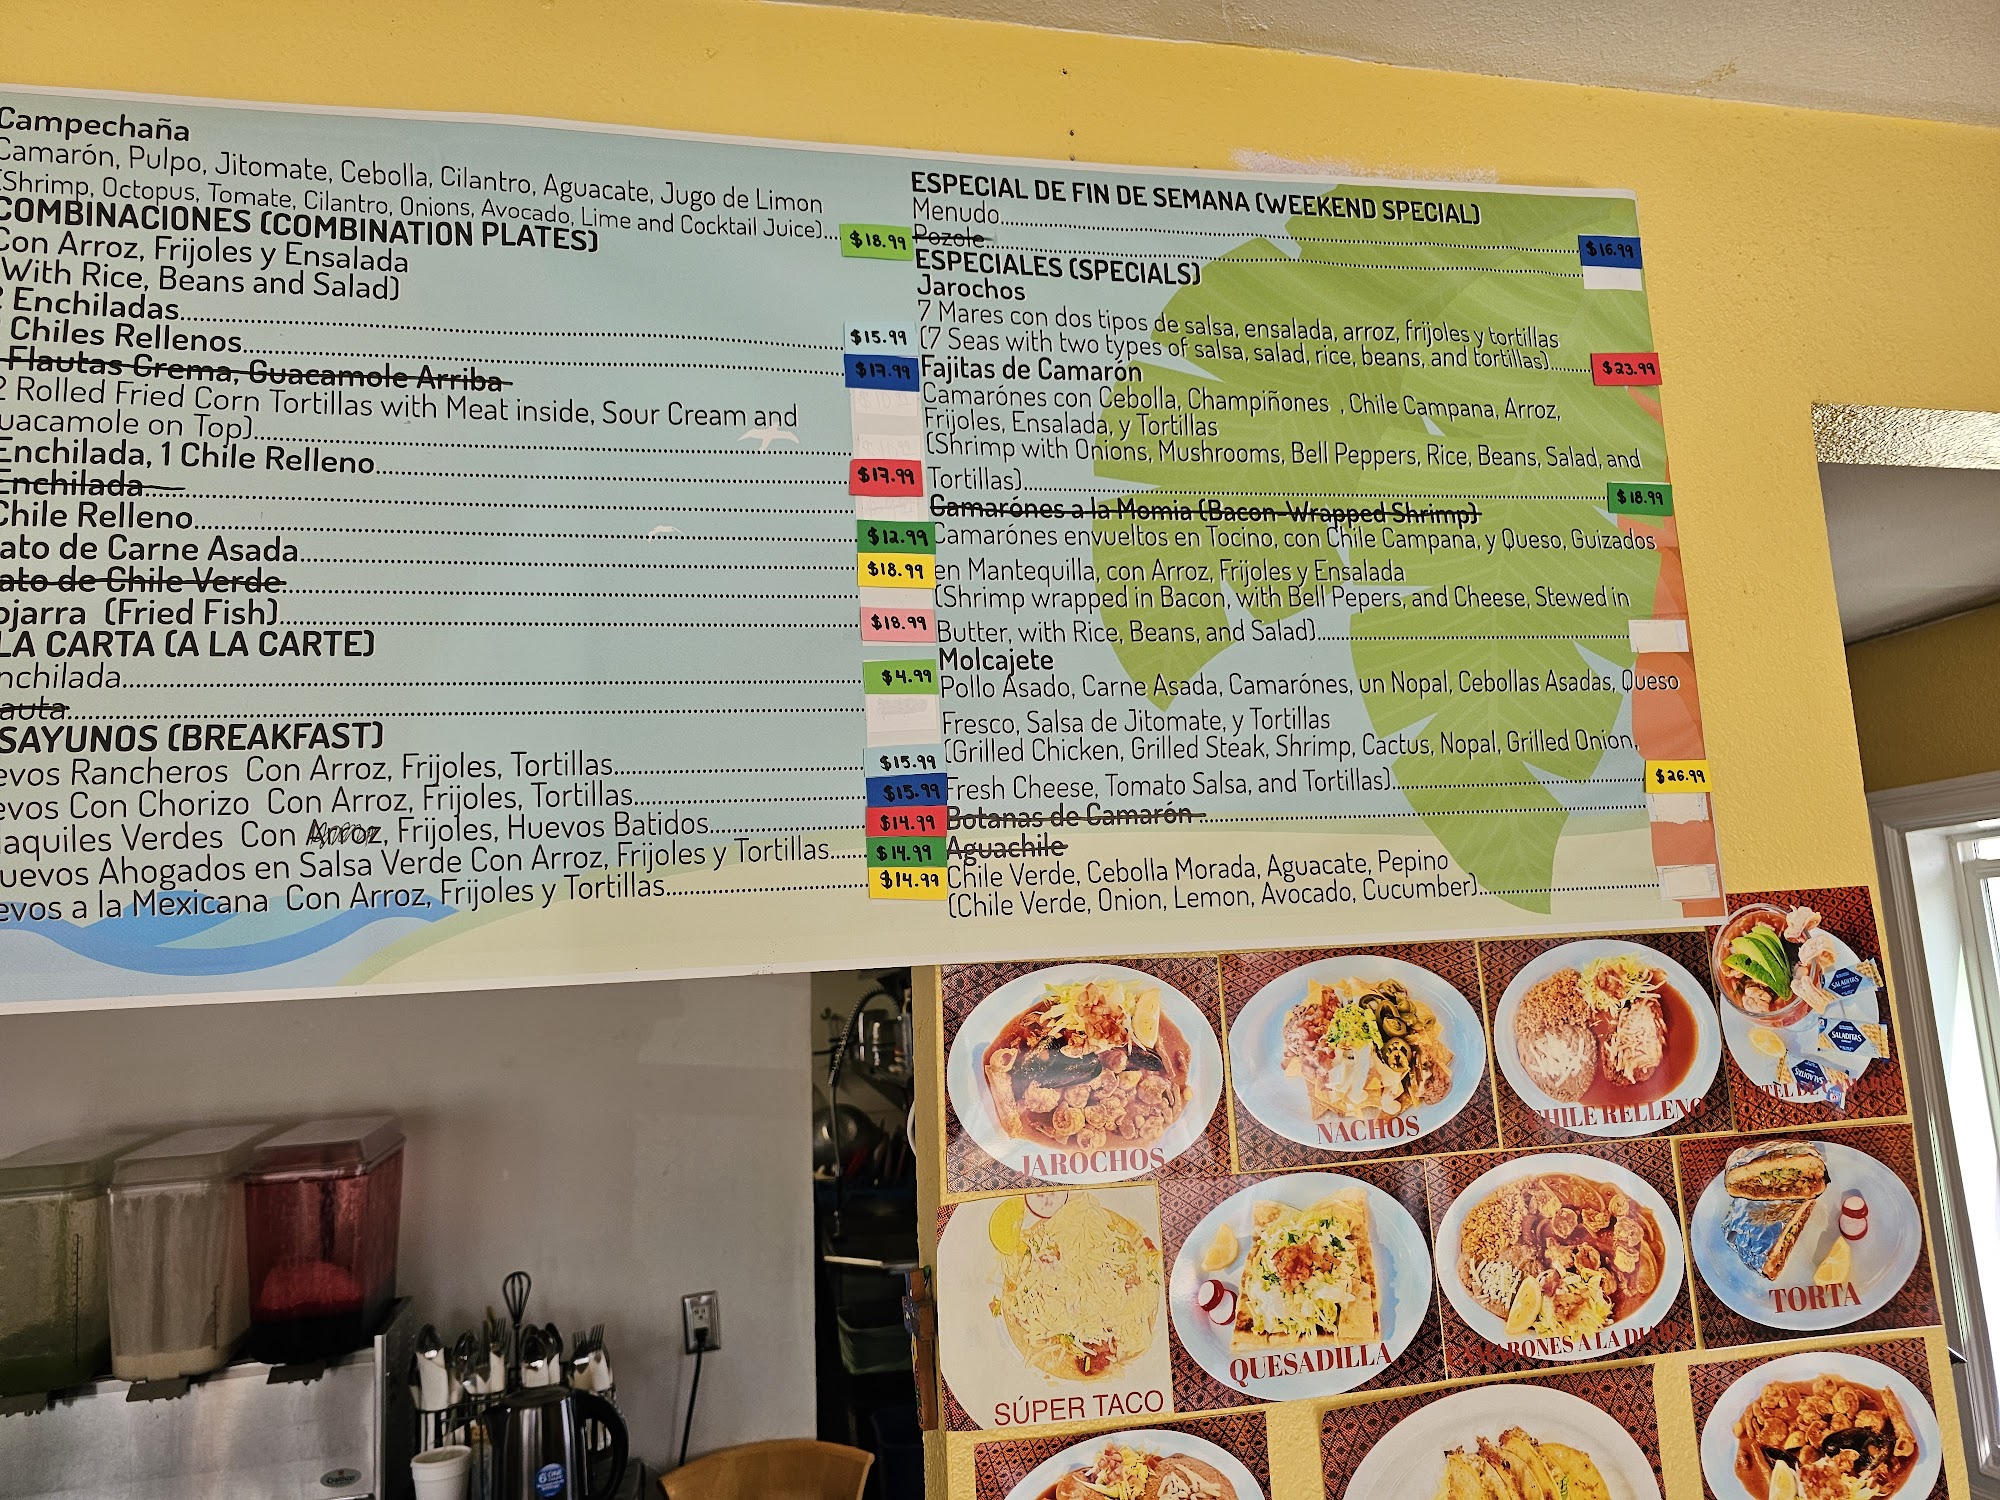 Campechaña
Camarón, Pulpo, Jitomate, Cebolla, Cilantro, Aguacate, Jugo de Limon
(Shrimp, Octopus, Tomate, Cilantro, Onions, Avocado, Lime and Cocktail Juice)... $18.99
COMBINACIONES (COMBINATION PLATES)
Con Arroz, Frijoles y Ensalada
With Rice, Beans and Salad)
2 Enchiladas... $15.99
Chiles Rellenos... $17.99
Flautas Crema, Guacamole Arriba
2 Rolled Fried Corn Tortillas with Meat inside, Sour Cream and
uacamole on Top)...
Enchilada, 1 Chile Relleno... $17.99
Enchilada...
Chile Relleno... $12.99
ato de Carne Asada... $18.99
ato de Chile Verde...
ojarra (Fried Fish)... $18.99
LA CARTA (A LA CARTE)
nchilada... $4.99
auta...
SAYUNOS (BREAKFAST)
evos Rancheros Con Arroz, Frijoles, Tortillas... $15.99
evos Con Chorizo Con Arroz, Frijoles, Tortillas... $15.99
laquiles Verdes Con Arroz, Frijoles, Huevos Batidos... $14.99
uevos Ahogados en Salsa Verde Con Arroz, Frijoles y Tortillas... $14.99
evos a la Mexicana Con Arroz, Frijoles y Tortillas... $14.99
ESPECIAL DE FIN DE SEMANA (WEEKEND SPECIAL)
Menudo... $16.99
Pozole...
ESPECIALES (SPECIALS)
Jarochos
7 Mares con dos tipos de salsa, ensalada, arroz, frijoles y tortillas
(7 Seas with two types of salsa, salad, rice, beans, and tortillas)... $23.99
Fajitas de Camarón
Camarónes con Cebolla, Champiñones , Chile Campana, Arroz,
Frijoles, Ensalada, y Tortillas
(Shrimp with Onions, Mushrooms, Bell Peppers, Rice, Beans, Salad, and
Tortillas)... $18.99
Camarónes a la Momia (Bacon-Wrapped Shrimp)
Camarónes envueltos en Tocino, con Chile Campana, y Queso, Guizados
en Mantequilla, con Arroz, Frijoles y Ensalada
(Shrimp wrapped in Bacon, with Bell Pepers, and Cheese, Stewed in
Butter, with Rice, Beans, and Salad)...
Molcajete
Pollo Asado, Carne Asada, Camarónes, un Nopal, Cebollas Asadas, Queso
Fresco, Salsa de Jitomate, y Tortillas
(Grilled Chicken, Grilled Steak, Shrimp, Cactus, Nopal, Grilled Onion,
Fresh Cheese, Tomato Salsa, and Tortillas)... $26.99
Botanas de Camarón...
Aguachile
Chile Verde, Cebolla Morada, Aguacate, Pepino
(Chile Verde, Onion, Lemon, Avocado, Cucumber)...
JAROCHOS
NACHOS
CHILE RELLENO
SALADITAS
SALADITAS
SALADITAS
SÚPER TACO
QUESADILLA
A LA
TORTA